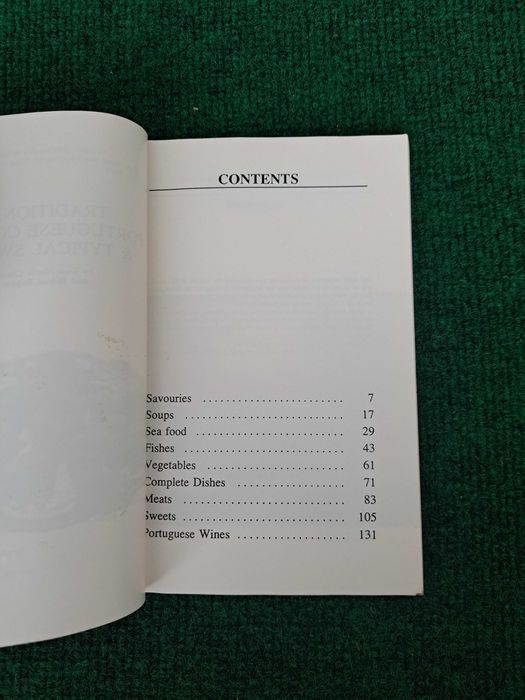 CONTENTS
Savouries ........................ 7
Soups ........................... 17
Sea food ......................... 29
Fishes ........................... 43
Vegetables ....................... 61
Complete Dishes .................. 71
Meats ........................... 83
Sweets ........................... 105
Portuguese Wines ................. 131